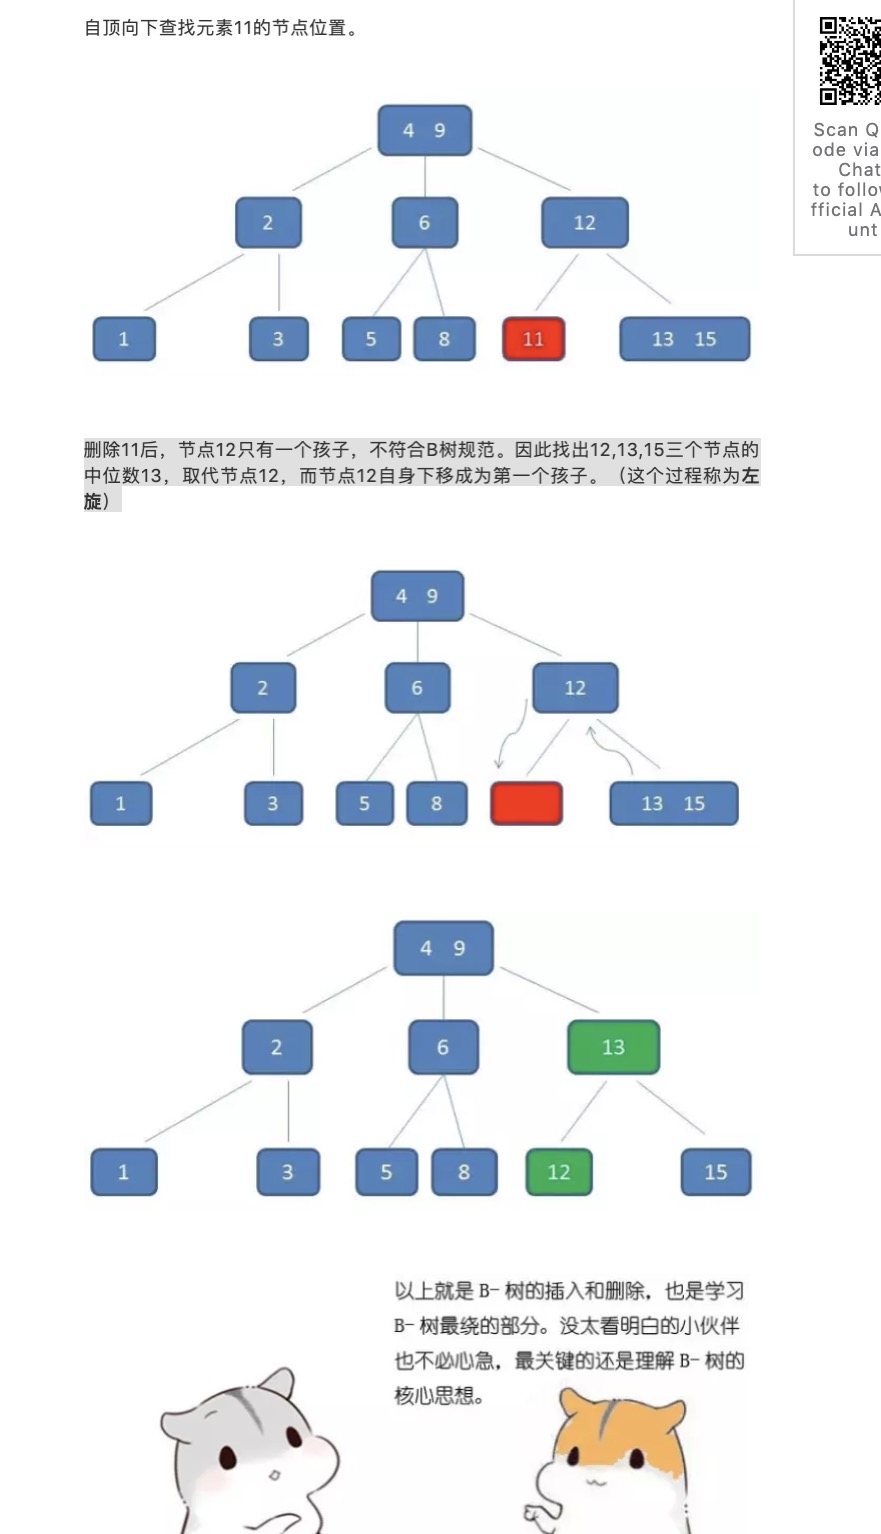 自顶向下查找元素11的节点位置。
Scan Q
ode via
Chat
to follow
fficial A
unt
4 9
2
6
12
1
3
5
8
11
13 15
删除11后，节点12只有一个孩子，不符合B树规范。因此找出12,13,15三个节点的
中位数13，取代节点12，而节点12自身下移成为第一个孩子。（这个过程称为左
旋）
4 9
2
6
12
1
3
5
8
13 15
4 9
2
6
13
1
3
5
8
12
15
以上就是 B- 树的插入和删除，也是学习
B- 树最绕的部分。没太看明白的小伙伴
也不必心急，最关键的还是理解 B- 树的
核心思想。